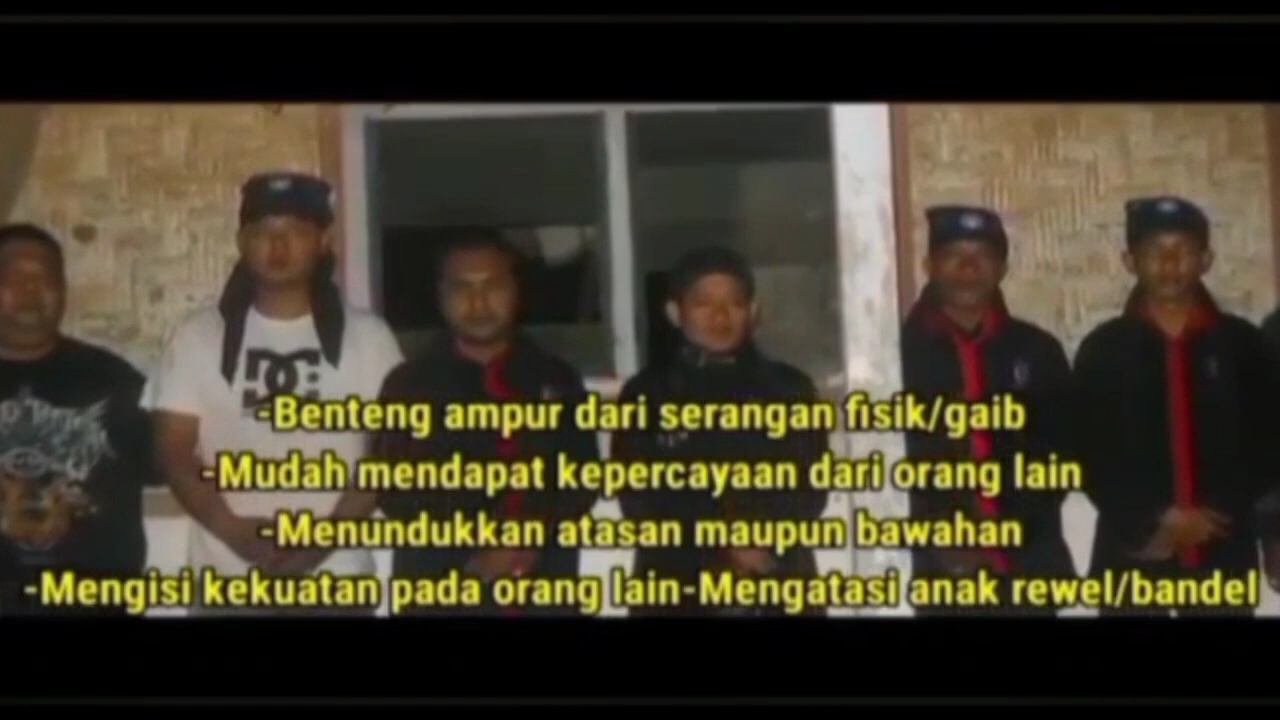 -Benteng ampur dari serangan fisik/gaib
-Mudah mendapat kepercayaan dari orang lain
-Menundukkan atasan maupun bawahan
-Mengisi kekuatan pada orang lain-Mengatasi anak rewel/bandel
DC